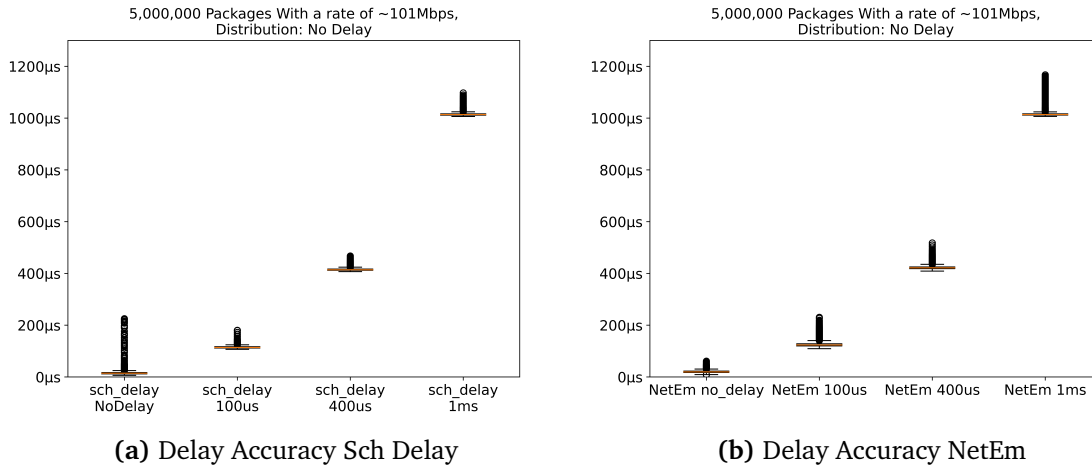 5,000,000 Packages With a rate of ~101Mbps,
Distribution: No Delay
1200µs
1000µs
800µs
600µs
400µs
200µs
0µs
sch_delay
NoDelay
sch_delay
100us
sch_delay
400us
sch_delay
1ms
(a) Delay Accuracy Sch Delay
5,000,000 Packages With a rate of ~101Mbps,
Distribution: No Delay
1200µs
1000µs
800µs
600µs
400µs
200µs
0µs
NetEm no_delay NetEm 100us NetEm 400us NetEm 1ms
(b) Delay Accuracy NetEm